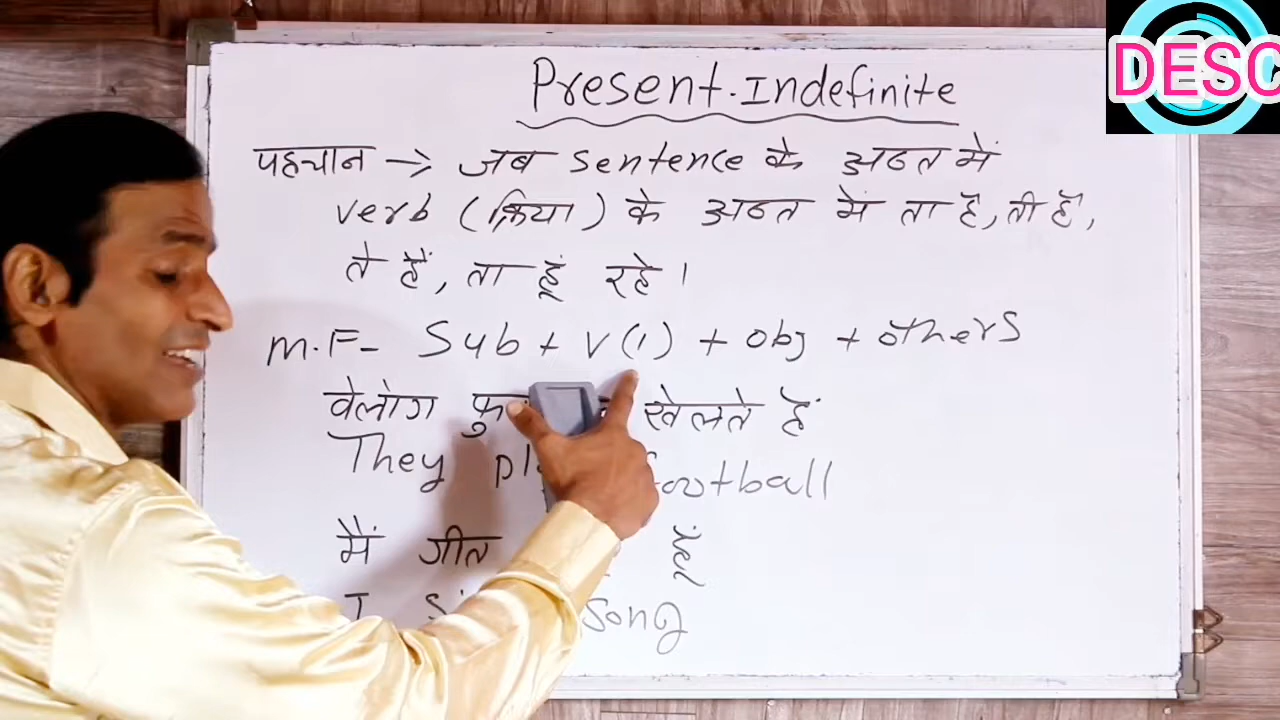 DESC
Present. Indefinite
पहचान → जब sentence के अन्त में
verb (क्रिया) के अन्त में ता है, ती है,
ते हैं, ता हूं रहे।
M.F- Sub + V(1) + obj + others
वेलोग खेलते हैं
They football
मैं गीत हूं
I song